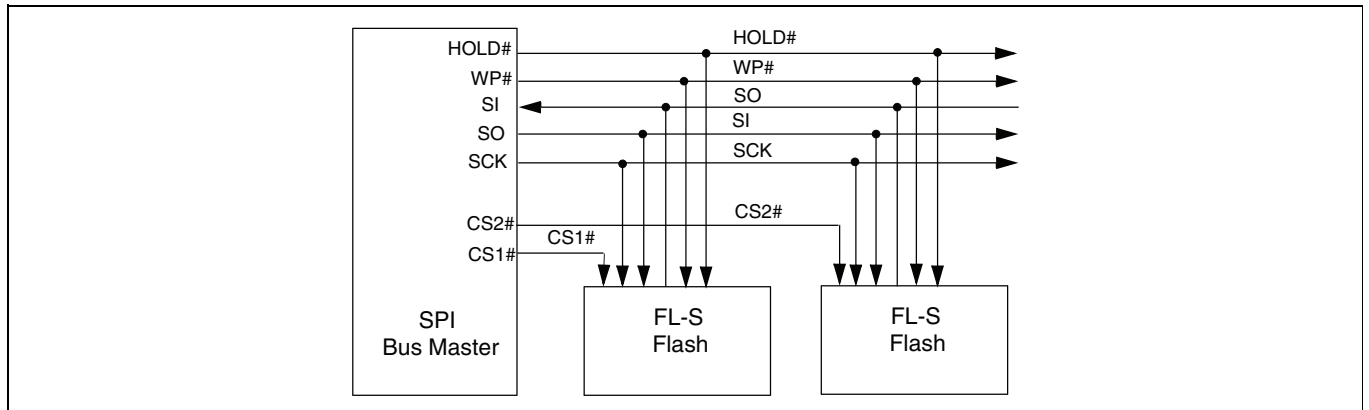 HOLD#
HOLD#
WP#
WP#
SI
SO
SO
SI
SCK
SCK
CS2#
CS2#
CS1#
CS1#
SPI
Bus Master
FL-S
Flash
FL-S
Flash